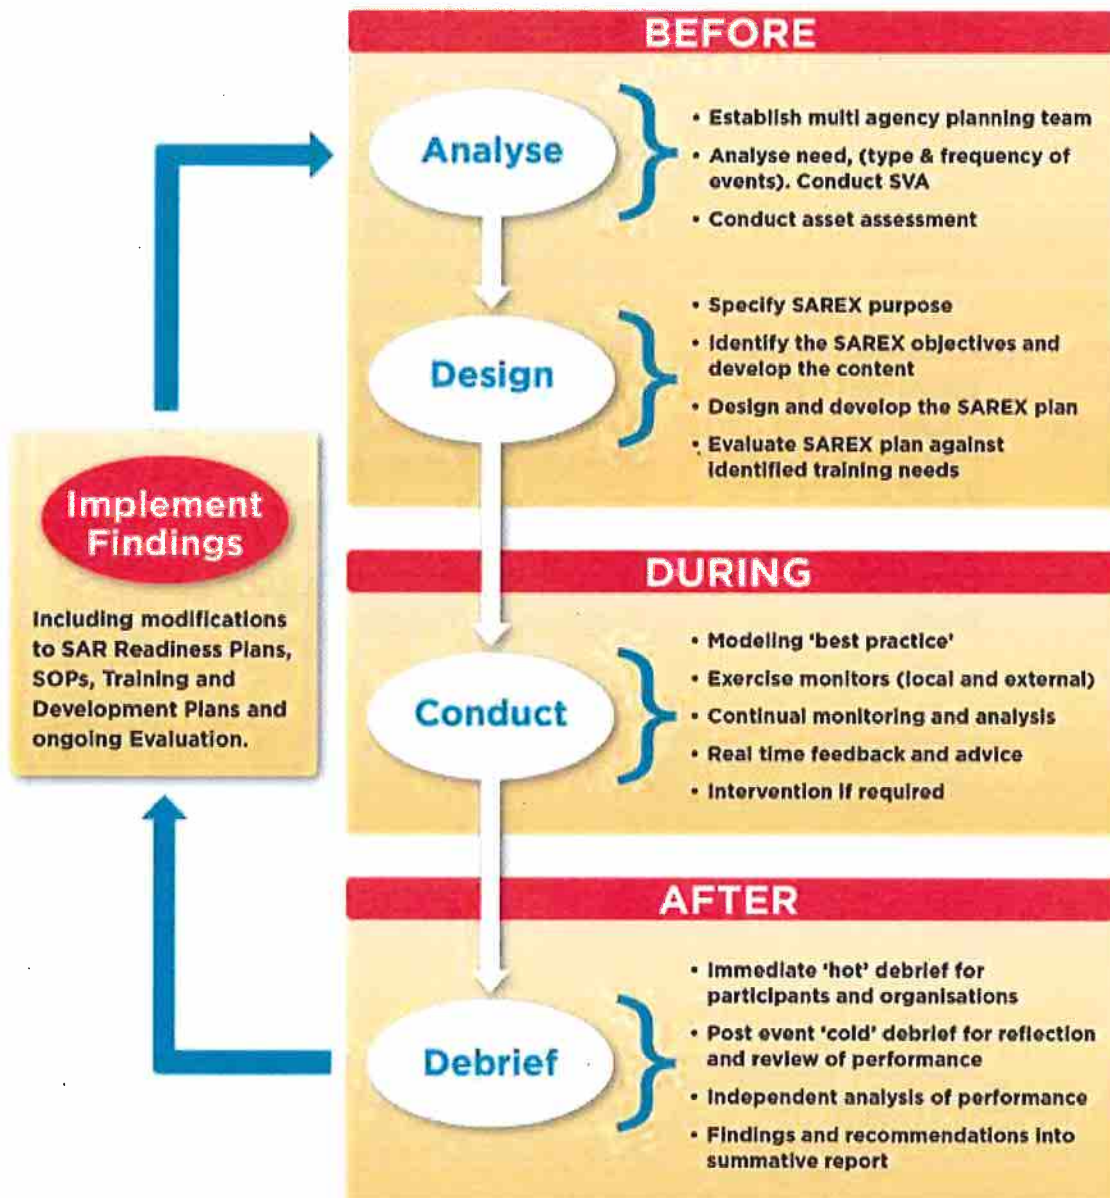 BEFORE
Analyse
• Establish multi agency planning team
• Analyse need, (type & frequency of
events). Conduct SVA
• Conduct asset assessment
Design
• Specify SAREX purpose
• Identify the SAREX objectives and
develop the content
• Design and develop the SAREX plan
• Evaluate SAREX plan against
identified training needs
Implement
Findings
Including modifications
to SAR Readiness Plans,
SOPs, Training and
Development Plans and
ongoing Evaluation.
DURING
Conduct
• Modeling ‘best practice’
• Exercise monitors (local and external)
• Continual monitoring and analysis
• Real time feedback and advice
• Intervention if required
AFTER
Debrief
• Immediate ‘hot’ debrief for
participants and organisations
• Post event ‘cold’ debrief for reflection
and review of performance
• Independent analysis of performance
• Findings and recommendations into
summative report